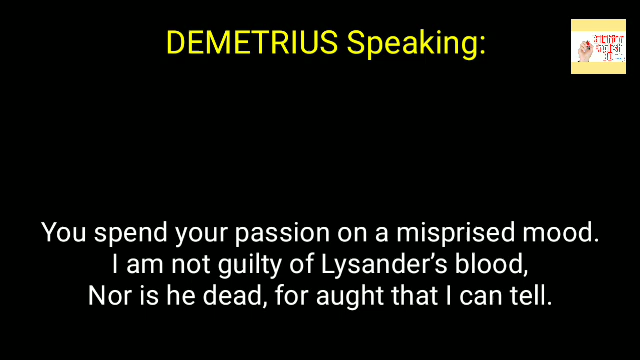 DEMETRIUS Speaking:
You spend your passion on a misprised mood.
I am not guilty of Lysander’s blood,
Nor is he dead, for aught that I can tell.